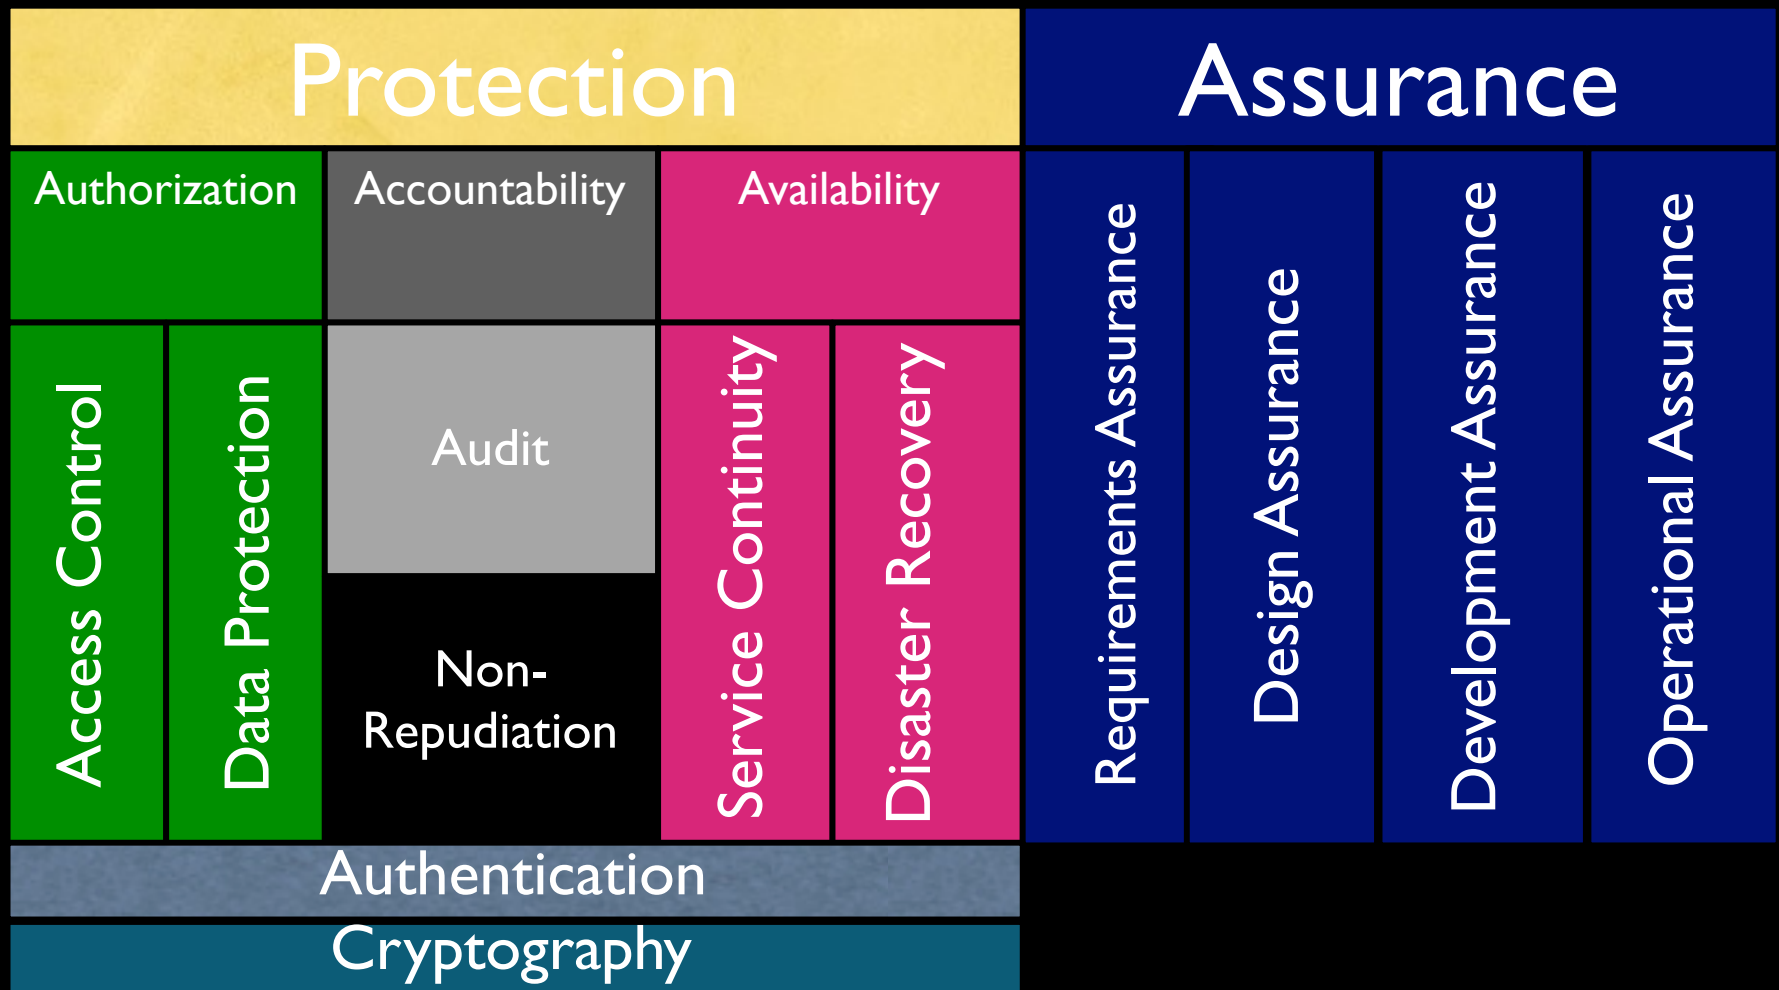 Protection
Assurance
Authorization
Accountability
Availability
Access Control
Data Protection
Audit
Non-
Repudiation
Service Continuity
Disaster Recovery
Requirements Assurance
Design Assurance
Development Assurance
Operational Assurance
Authentication
Cryptography